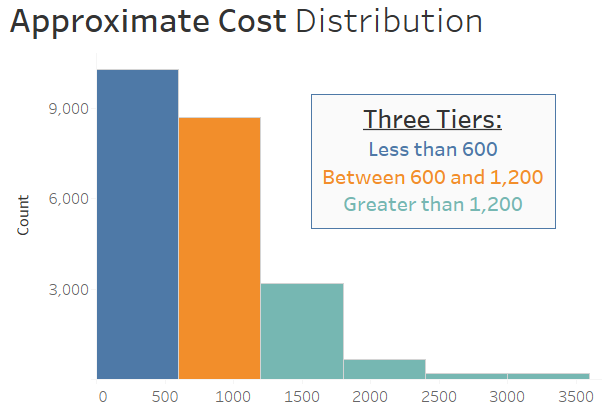 Approximate Cost Distribution
Three Tiers:
Less than 600
Between 600 and 1,200
Greater than 1,200
Count
9,000
6,000
3,000
0 500 1000 1500 2000 2500 3000 3500